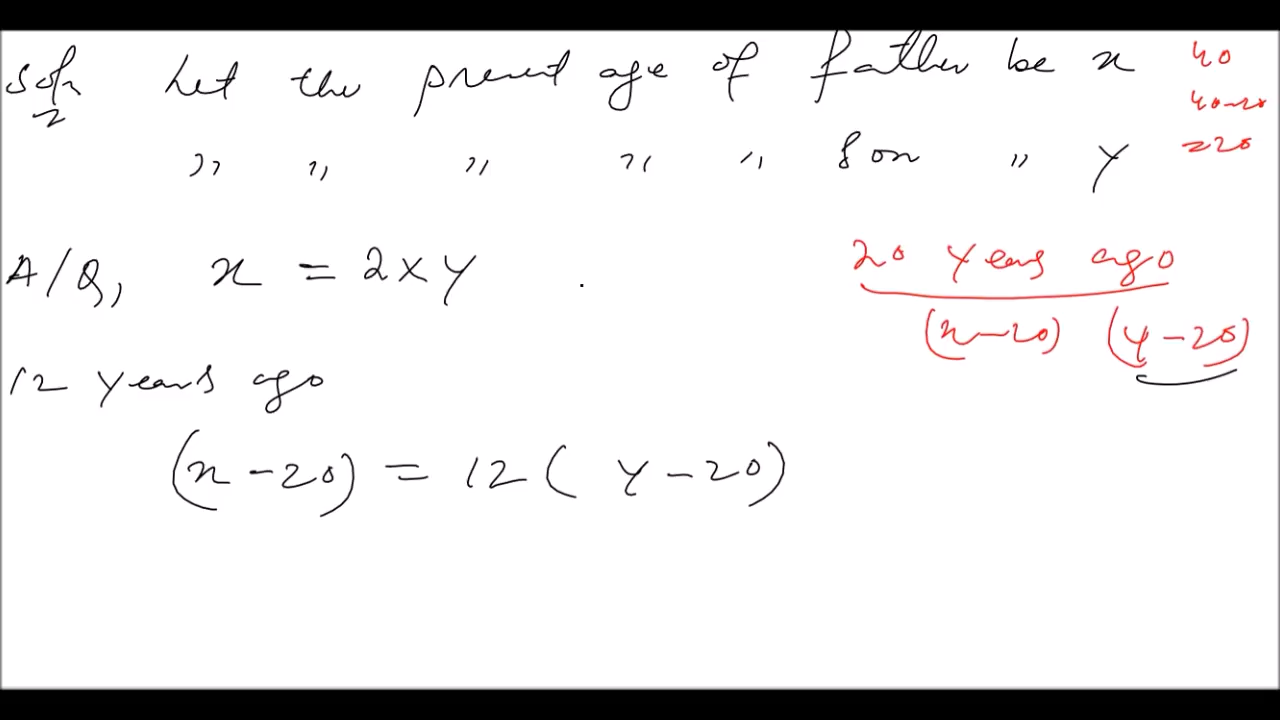 Soln Let the present age of father be x 40
40-20
" " " " " Son " y =20
A/Q, x = 2xy 20 years ago
(x-20) (y-20)
12 years ago
(x-20) = 12( y-20)